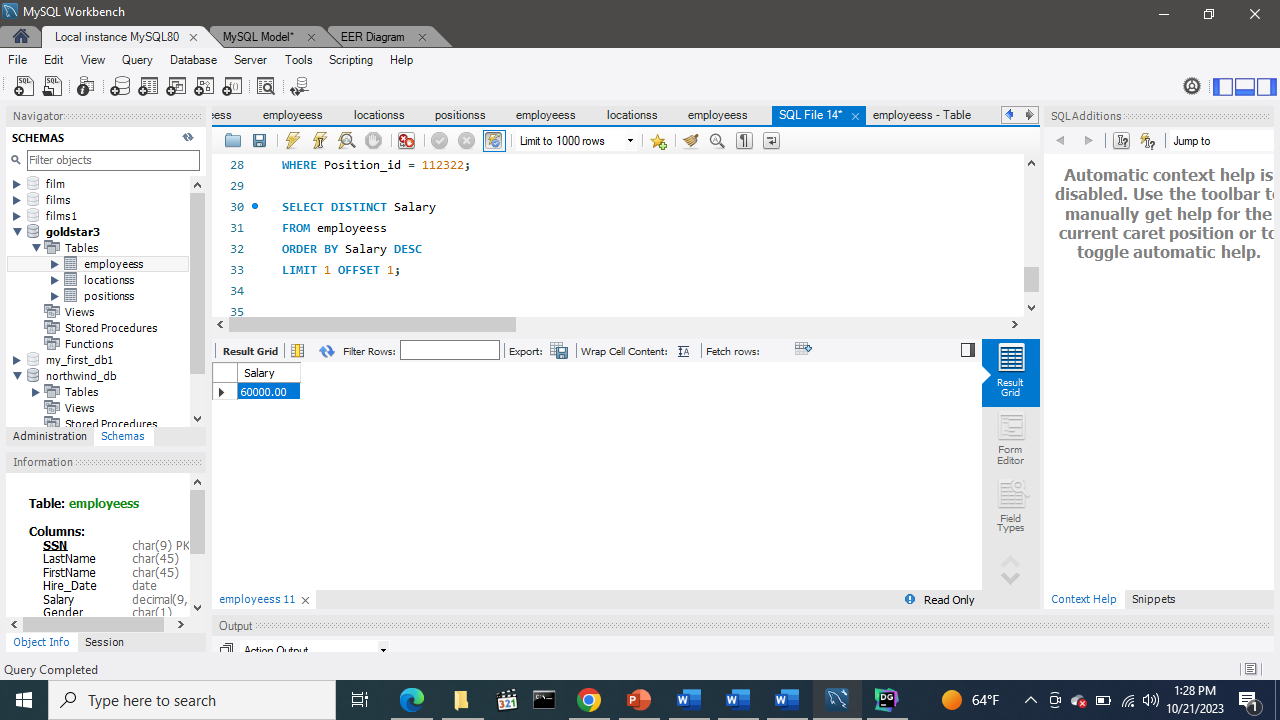 MySQL Workbench
Local instance MySQL80
MySQL Model*
EER Diagram
File Edit View Query Database Server Tools Scripting Help
Navigator
SCHEMAS
Filter objects
film
films
films1
goldstar3
Tables
employeess
locationss
positionss
Views
Stored Procedures
Functions
my_first_db1
northwind_db
Tables
Views
Stored Procedures
Administration Schemas
Information
Table: employeess
Columns:
SSN char(9) PK
LastName char(45)
FirstName char(45)
Hire_Date date
Salary decimal(9,
Gender char(1)
Object Info Session
Query Completed
eess employeess locationss positionss employeess locationss employeess SQL File 14* employeess - Table
Limit to 1000 rows
28 WHERE Position_id = 112322;
29
30 SELECT DISTINCT Salary
31 FROM employeess
32 ORDER BY Salary DESC
33 LIMIT 1 OFFSET 1;
34
35
Result Grid Filter Rows: Export: Wrap Cell Content: Fetch rows:
Salary
60000.00
Result
Grid
Form
Editor
Field
Types
employeess 11
Read Only
Output
Action Output
SQLAdditions
Jump to
Automatic context help is
disabled. Use the toolbar to
manually get help for the
current caret position or to
toggle automatic help.
Context Help Snippets
Type here to search
321
DG
64°F
1:28 PM
10/21/2023
1